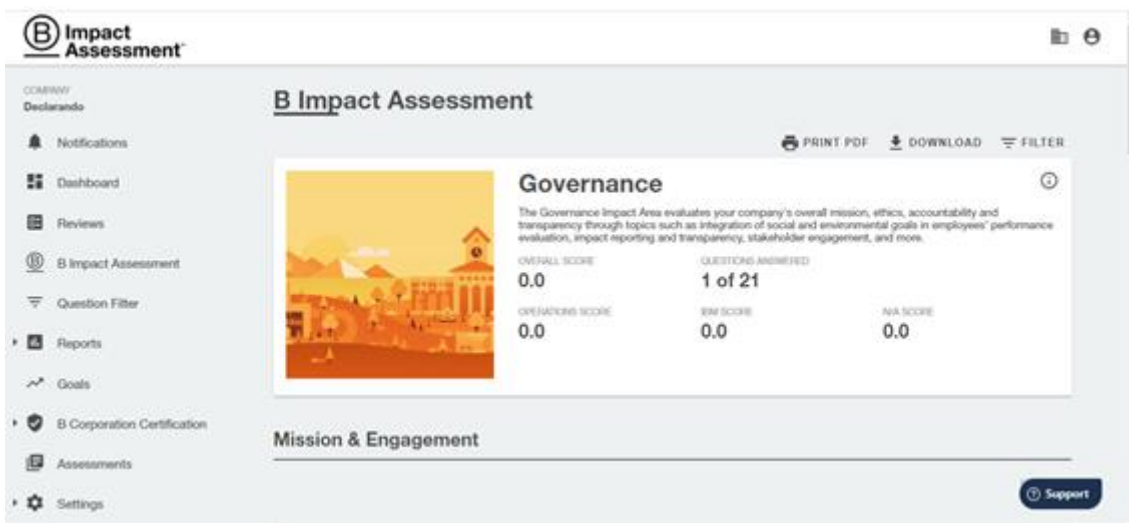 B Impact
Assessment
COMPANY
Declarando
Notifications
Dashboard
Reviews
B Impact Assessment
Question Filter
Reports
Goals
B Corporation Certification
Assessments
Settings
B Impact Assessment
PRINT PDF DOWNLOAD FILTER
Governance
The Governance Impact Area evaluates your company's overall mission, ethics, accountability and
transparency through topics such as integration of social and environmental goals in employees' performance
evaluation, impact reporting and transparency, stakeholder engagement, and more.
OVERALL SCORE QUESTIONS ANSWERED
0.0 1 of 21
OPERATIONS SCORE IBM SCORE N/A SCORE
0.0 0.0 0.0
Mission & Engagement
Support